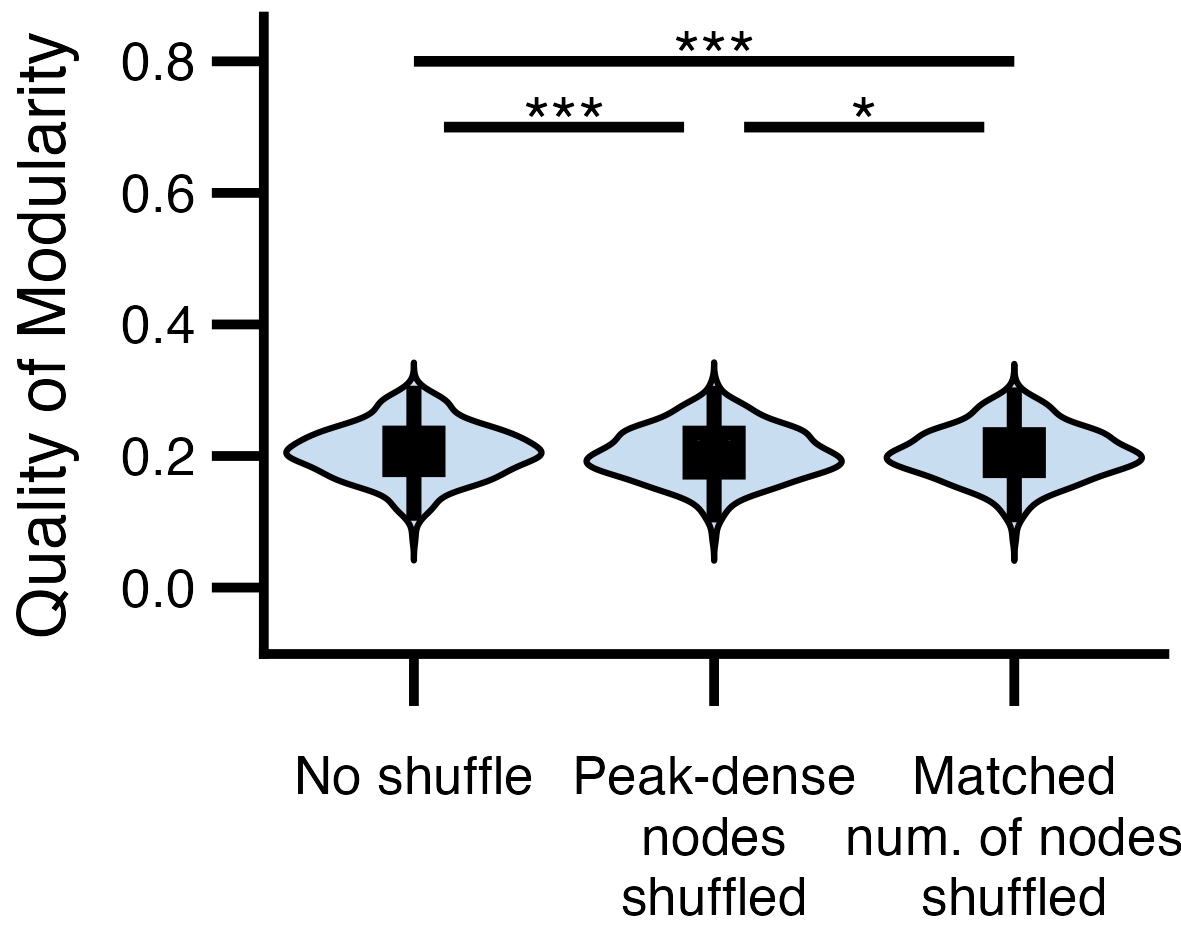 Quality of Modularity
0.8
0.6
0.4
0.2
0.0
***
***
*
No shuffle
Peak-dense
nodes
shuffled
Matched
num. of nodes
shuffled